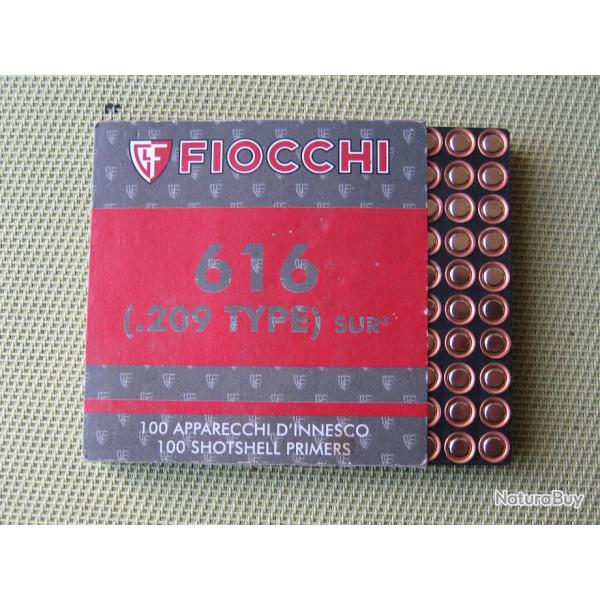 FIOCCHI
616
(.209 TYPE) SUR
100 APPARECCHI D'INNESCO
100 SHOTSHELL PRIMERS
NaturaBuy